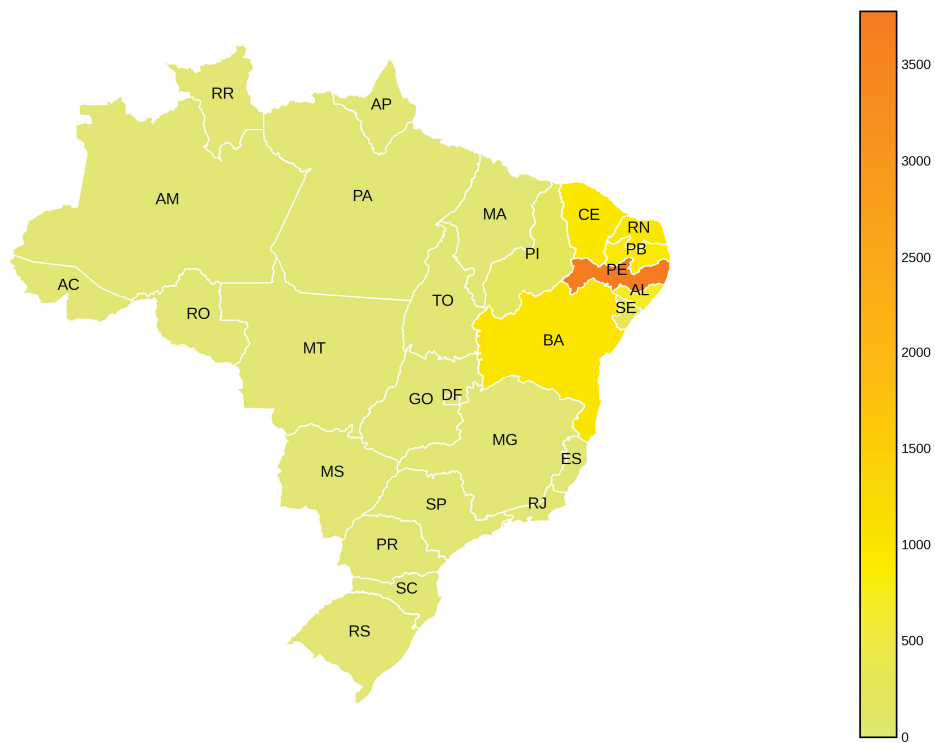 RR
AP
AM
PA
MA
CE
RN
PB
PI
PE
AL
SE
AC
RO
TO
MT
BA
GO
DF
MG
ES
MS
SP
RJ
PR
SC
RS
3500
3000
2500
2000
1500
1000
500
0